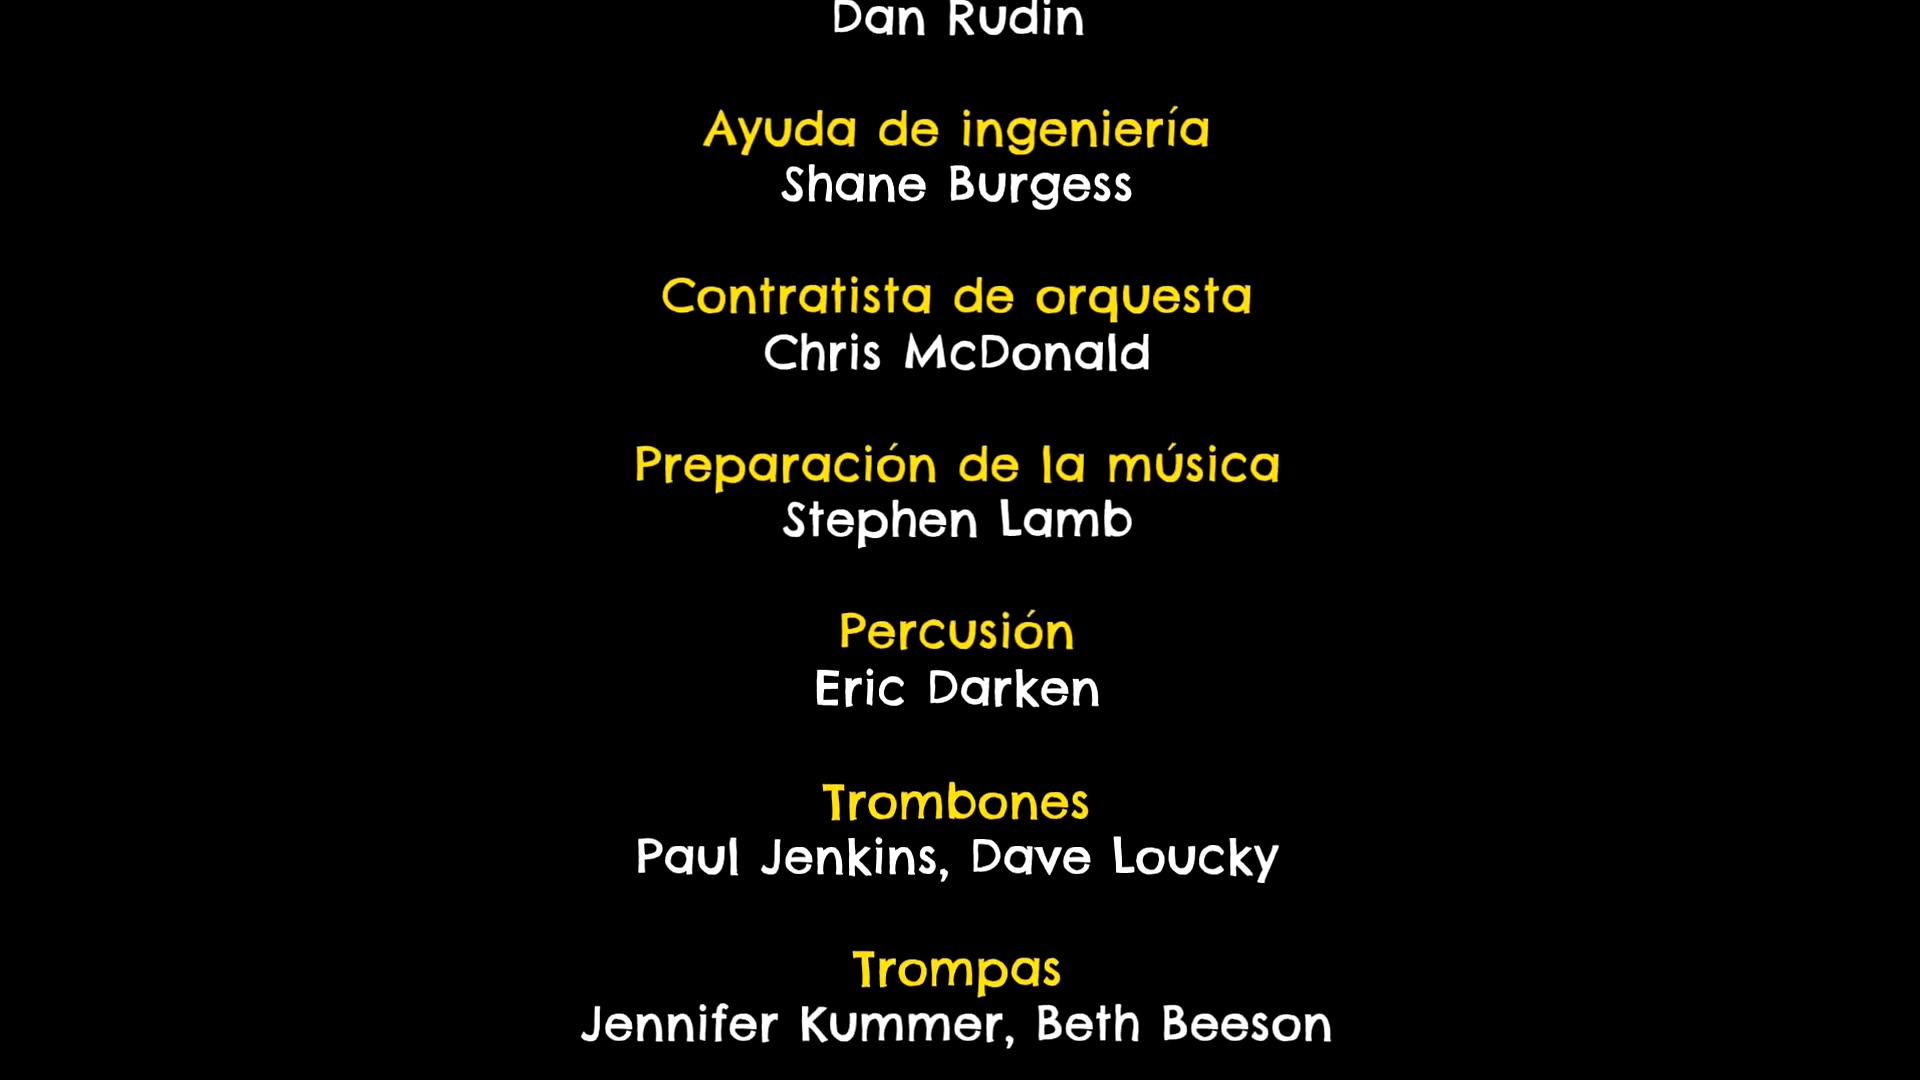 Dan Rudin
Ayuda de ingeniería
Shane Burgess
Contratista de orquesta
Chris McDonald
Preparación de la música
Stephen Lamb
Percusión
Eric Darken
Trombones
Paul Jenkins, Dave Loucky
Trompas
Jennifer Kummer, Beth Beeson